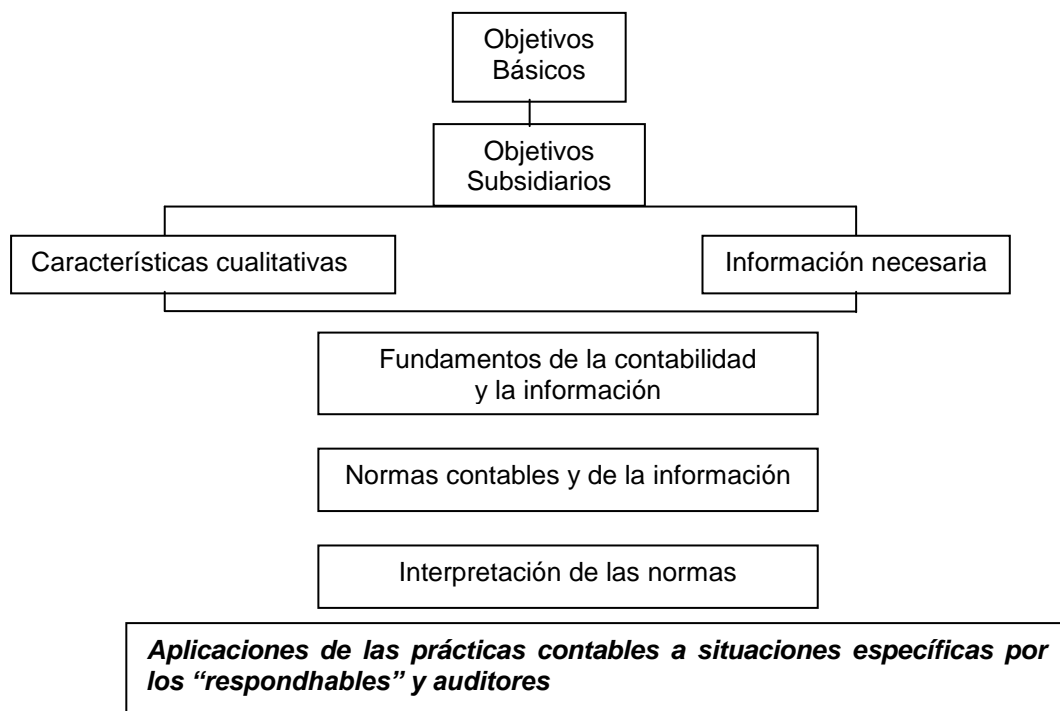 Objetivos
Básicos
Objetivos
Subsidiarios
Características cualitativas
Información necesaria
Fundamentos de la contabilidad
y la información
Normas contables y de la información
Interpretación de las normas
Aplicaciones de las prácticas contables a situaciones específicas por
los “respondhables” y auditores